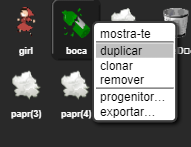 girl
boca
mostra-te
duplicar
clonar
remover
progenitor...
exportar...
papr(3)
papr(4)